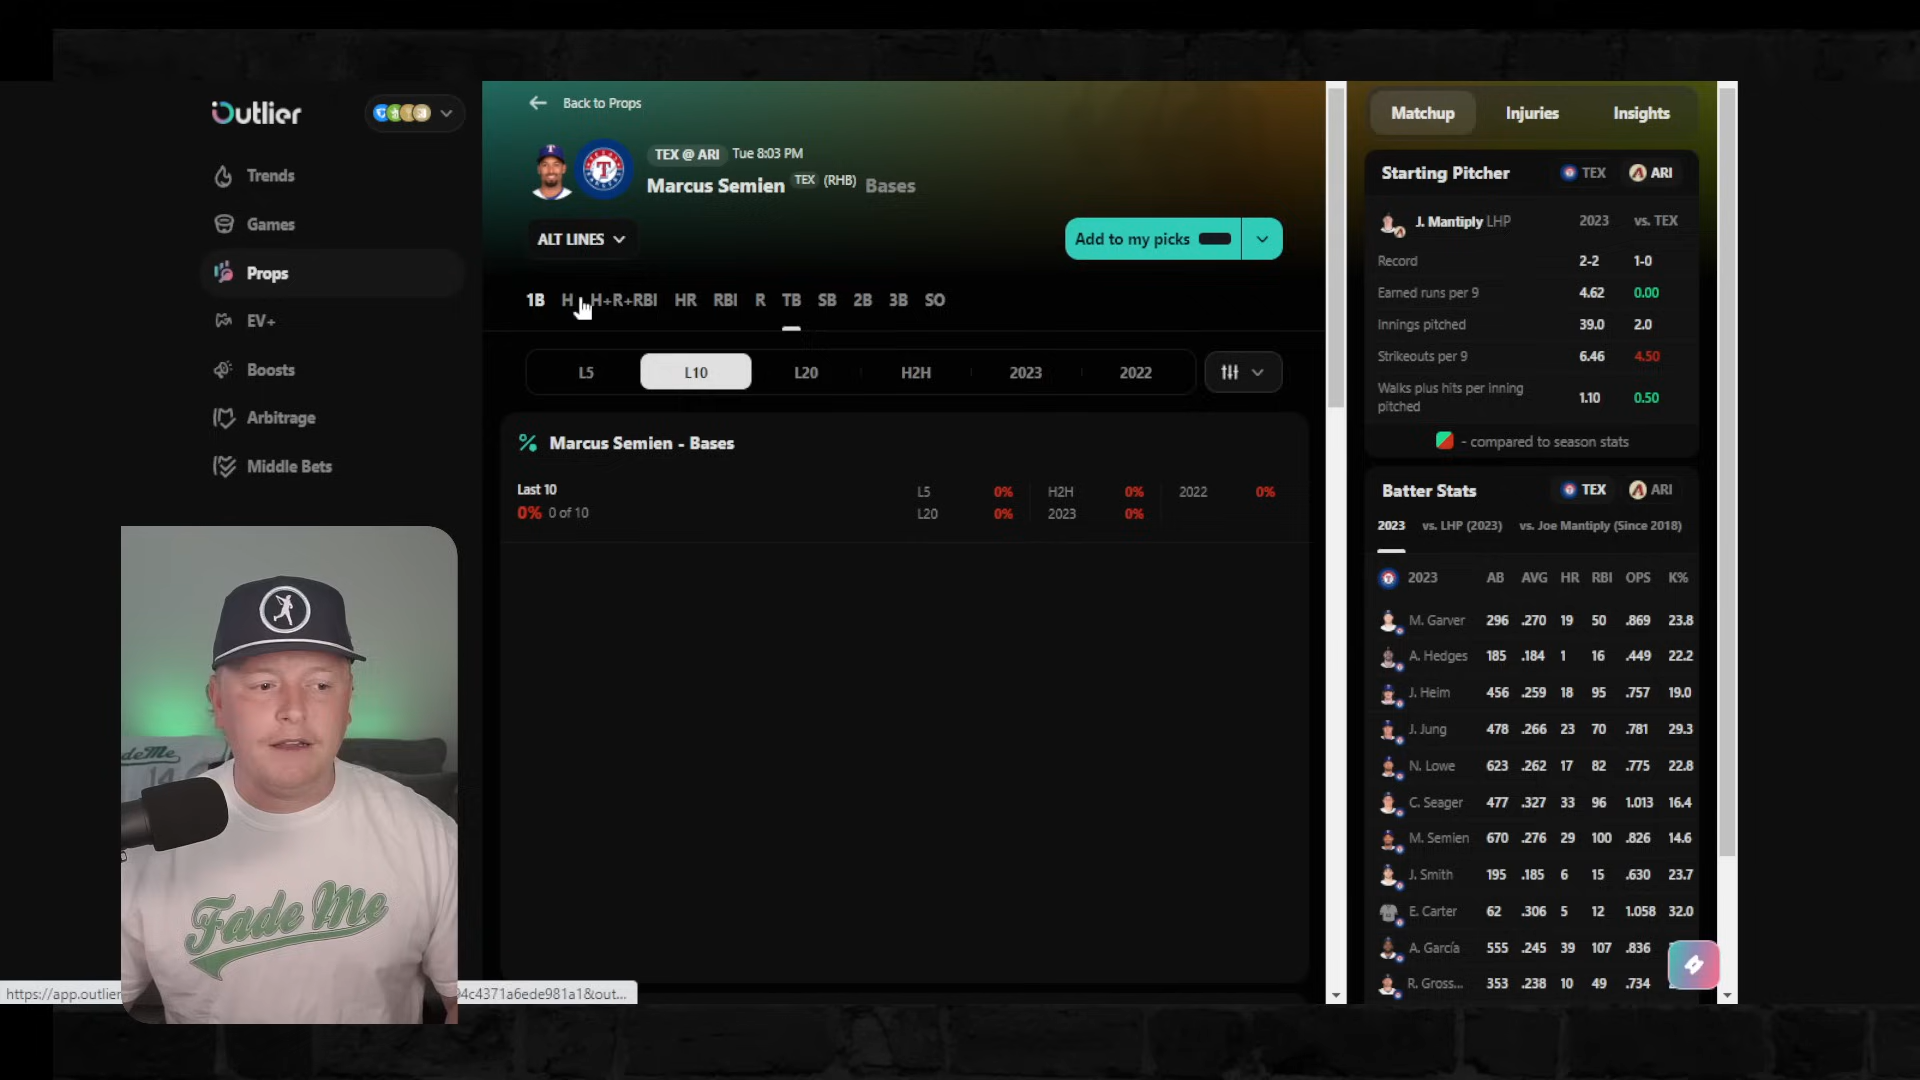 Outlier
Trends
Games
Props
EV+
Boosts
Arbitrage
Middle Bets
Back to Props
TEX @ ARI Tue 8:03 PM
Marcus Semien TEX (RHB) Bases
ALT LINES
Add to my picks
1B H H+R+RBI HR RBI R TB SB 2B 3B SO
L5 L10 L20 H2H 2023 2022
Marcus Semien - Bases
Last 10
0% 0 of 10
L5 0% H2H 0% 2022 0%
L20 0% 2023 0%
Matchup Injuries Insights
Starting Pitcher TEX ARI
J. Mantiply LHP 2023 vs. TEX
Record 2-2 1-0
Earned runs per 9 4.62 0.00
Innings pitched 39.0 2.0
Strikeouts per 9 6.46 4.50
Walks plus hits per inning
pitched 1.10 0.50
- compared to season stats
Batter Stats TEX ARI
2023 vs. LHP (2023) vs. Joe Mantiply (Since 2018)
2023 AB AVG HR RBI OPS K%
M. Garver 296 .270 19 50 .869 23.8
A. Hedges 185 .184 1 16 .449 22.2
J. Heim 456 .259 18 95 .757 19.0
J. Jung 478 .266 23 70 .781 29.3
N. Lowe 623 .262 17 82 .775 22.8
C. Seager 477 .327 33 96 1.013 16.4
M. Semien 670 .276 29 100 .826 14.6
J. Smith 195 .185 6 15 .630 23.7
E. Carter 62 .306 5 12 1.058 32.0
A. García 555 .245 39 107 .836
R. Gross... 353 .238 10 49 .734
deMe
14
Fade Me
https://app.outlier
94c4371a6ede981a1&out...